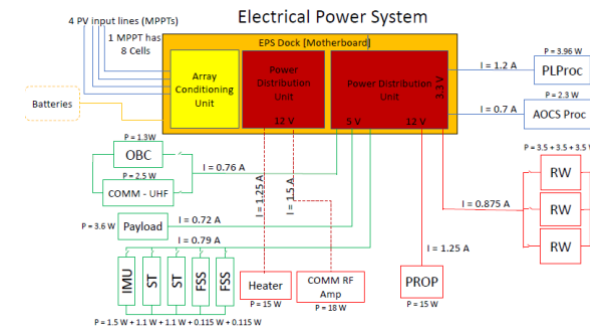 Electrical Power System
4 PV input lines (MPPTs)
1 MPPT has
8 Cells
EPS Dock [Motherboard]
Array
Conditioning
Unit
Power
Distribution
Unit
12 V
Power Distribution
Unit
5 V
12 V
3.3 V
Batteries
I = 1.2 A
P = 3.96 W
PLProc
I = 0.7 A
P = 2.3 W
AOCS Proc
P = 1.3W
OBC
P = 2.5 W
COMM - UHF
I = 0.76 A
P = 3.6 W
Payload
I = 0.72 A
I = 0.79 A
IMU
ST
ST
FSS
FSS
P = 1.5 W + 1.1 W + 1.1 W + 0.115 W + 0.115 W
I = 1.25 A
I = 1.5 A
Heater
P = 15 W
COMM RF
Amp
P = 18 W
I = 1.25 A
PROP
P = 15 W
I = 0.875 A
P = 3.5 + 3.5 + 3.5
RW
RW
RW